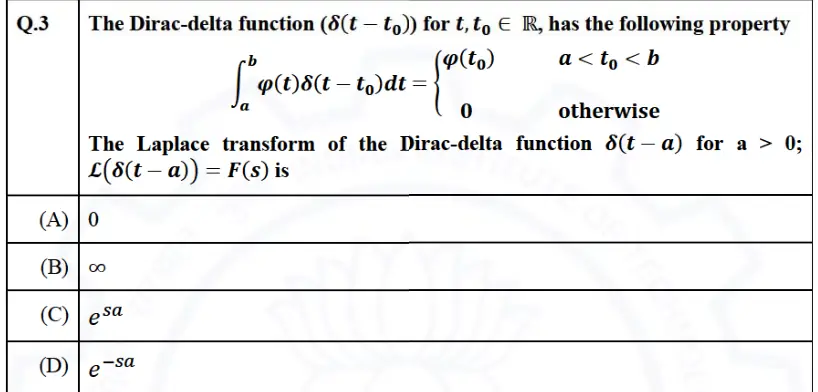 Q.3 The Dirac-delta function (δ(t − t₀)) for t, t₀ ∈ ℝ, has the following property
∫ₐᵇ φ(t)δ(t − t₀)dt = {φ(t₀) a < t₀ < b
0 otherwise
The Laplace transform of the Dirac-delta function δ(t − a) for a > 0;
ℒ(δ(t − a)) = F(s) is
(A) 0
(B) ∞
(C) eˢᵃ
(D) e⁻ˢᵃ